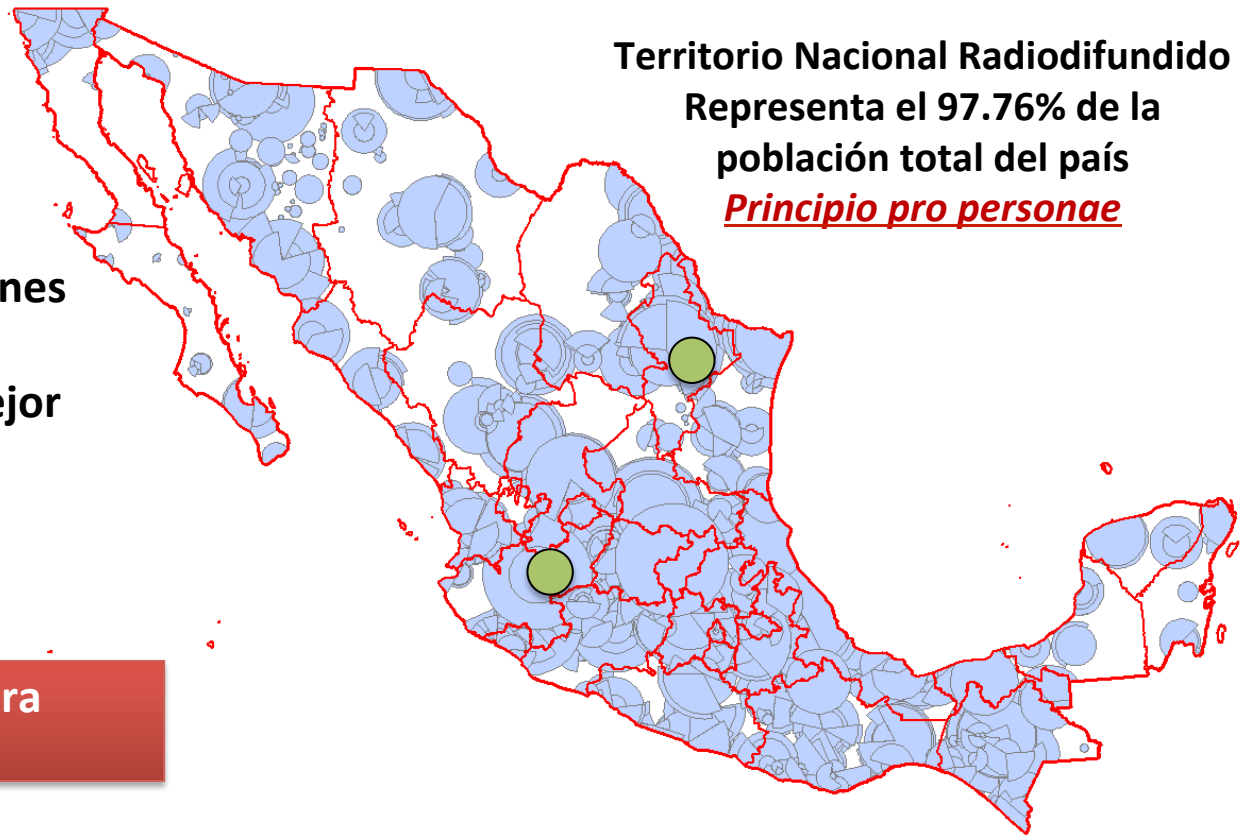 Territorio Nacional Radiodifundido
Representa el 97.76% de la
población total del país
Principio pro personae
nes
ejor
ra